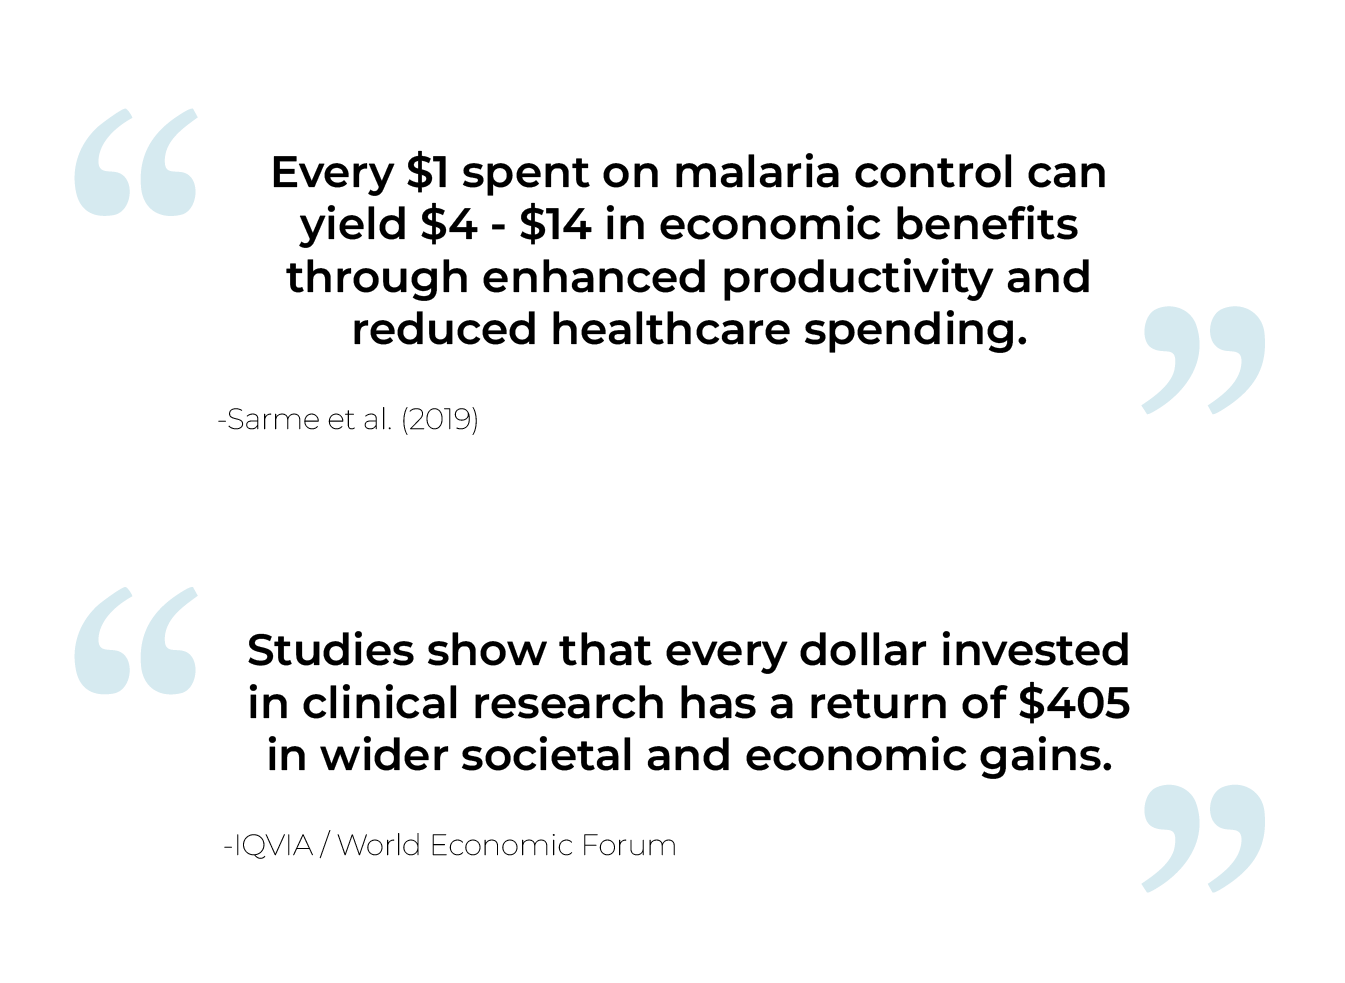 “
Every $1 spent on malaria control can
yield $4 - $14 in economic benefits
through enhanced productivity and
reduced healthcare spending.
”
-Sarme et al. (2019)
“
Studies show that every dollar invested
in clinical research has a return of $405
in wider societal and economic gains.
”
-IQVIA / World Economic Forum